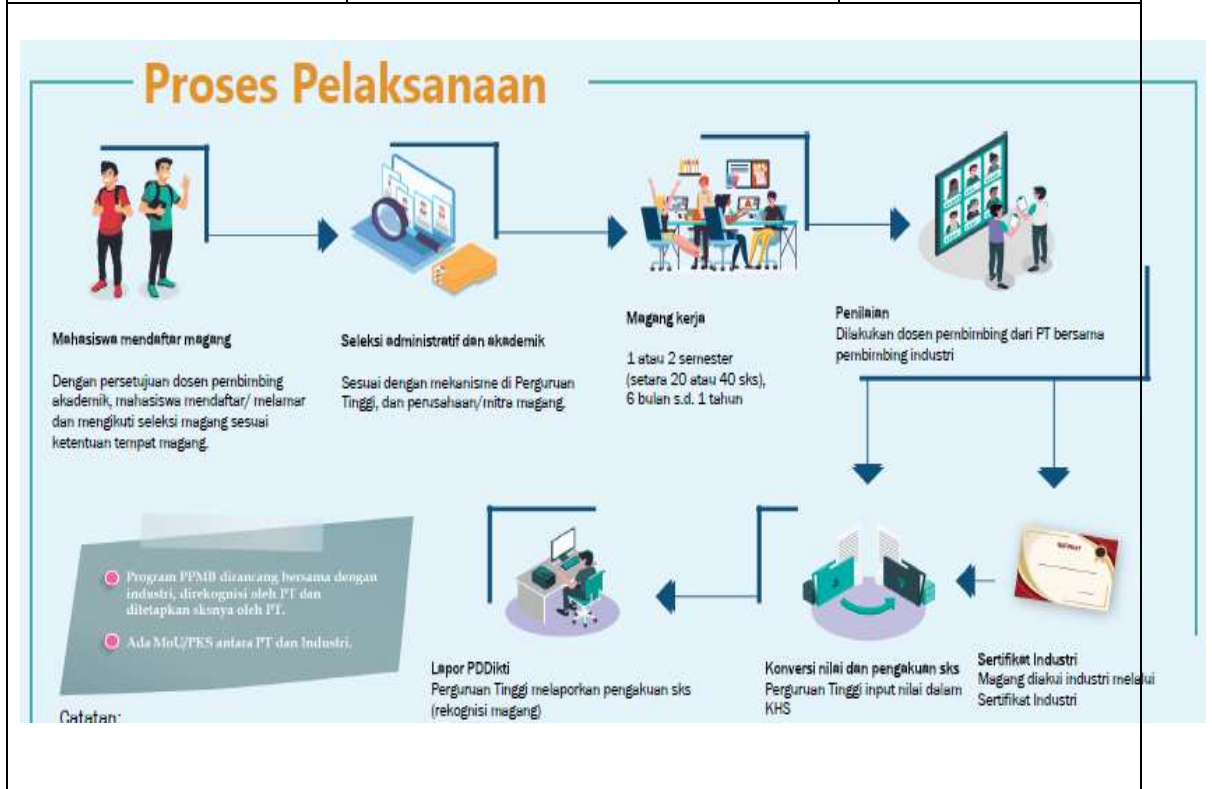 Proses Pelaksanaan
Mahasiswa mendaftar magang
Dengan persetujuan dosen pembimbing
akademik, mahasiswa mendaftar/ melamar
dan mengikuti seleksi magang sesuai
ketentuan tempat magang.
Seleksi administratif dan akademik
Sesuai dengan mekanisme di Perguruan
Tinggi, dan perusahaan/mitra magang.
Magang kerja
1 atau 2 semester
(setara 20 atau 40 sks),
6 bulan s.d. 1 tahun
Penilaian
Dilakukan dosen pembimbing dari PT bersama
pembimbing industri
Program PPMB dirancang bersama dengan
industri, direkognisi oleh PT dan
ditetapkan sksnya oleh PT.
Ada MoU/PKS antara PT dan Industri.
Lapor PDDikti
Perguruan Tinggi melaporkan pengakuan sks
(rekognisi magang)
Konversi nilai dan pengakuan sks
Perguruan Tinggi input nilai dalam
KHS
Sertifikat Industri
Magang diakui industri melalui
Sertifikat Industri
Catatan: